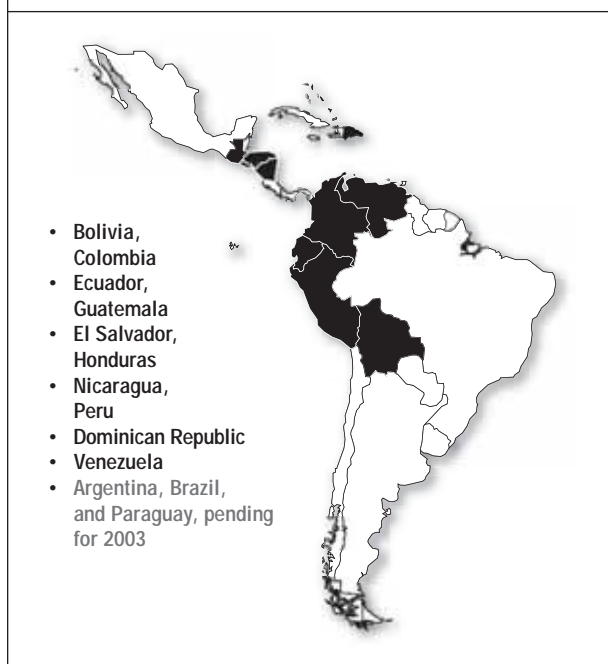 • Bolivia,
Colombia
• Ecuador,
Guatemala
• El Salvador,
Honduras
• Nicaragua,
Peru
• Dominican Republic
• Venezuela
• Argentina, Brazil,
and Paraguay, pending
for 2003